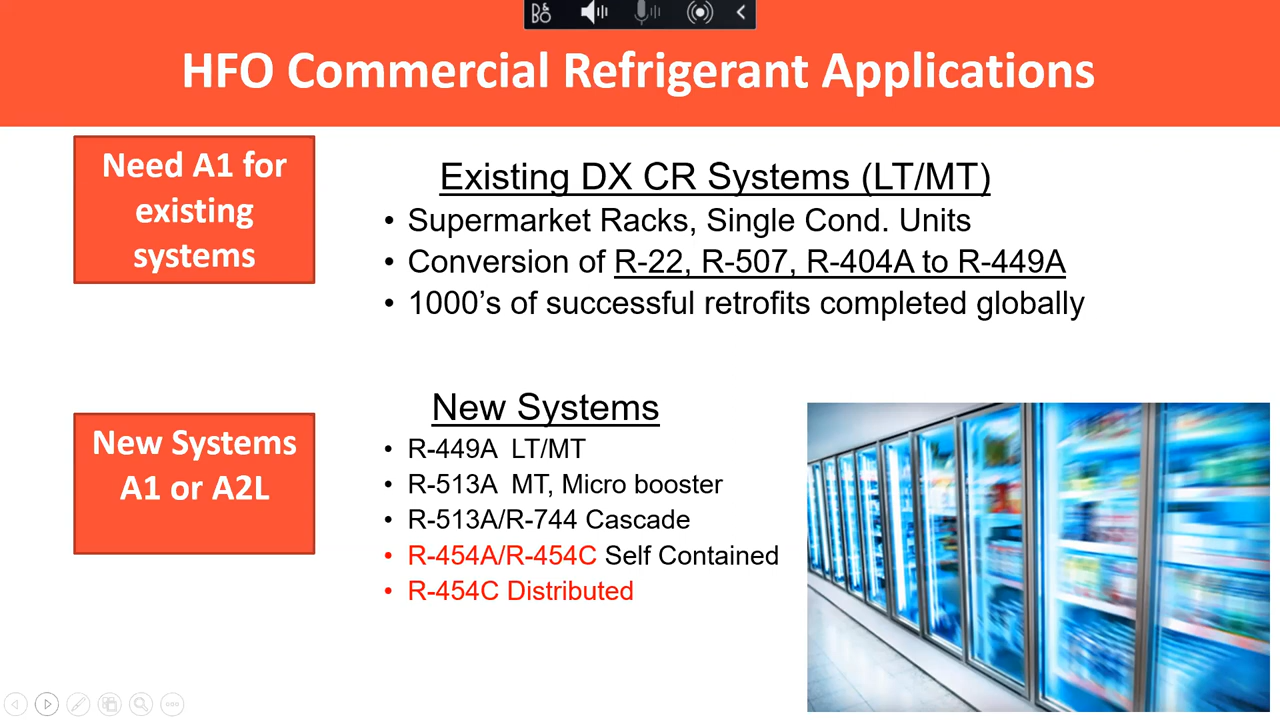 HFO Commercial Refrigerant Applications
Need A1 for
existing
systems
Existing DX CR Systems (LT/MT)
• Supermarket Racks, Single Cond. Units
• Conversion of R-22, R-507, R-404A to R-449A
• 1000’s of successful retrofits completed globally
New Systems
A1 or A2L
New Systems
• R-449A LT/MT
• R-513A MT, Micro booster
• R-513A/R-744 Cascade
• R-454A/R-454C Self Contained
• R-454C Distributed